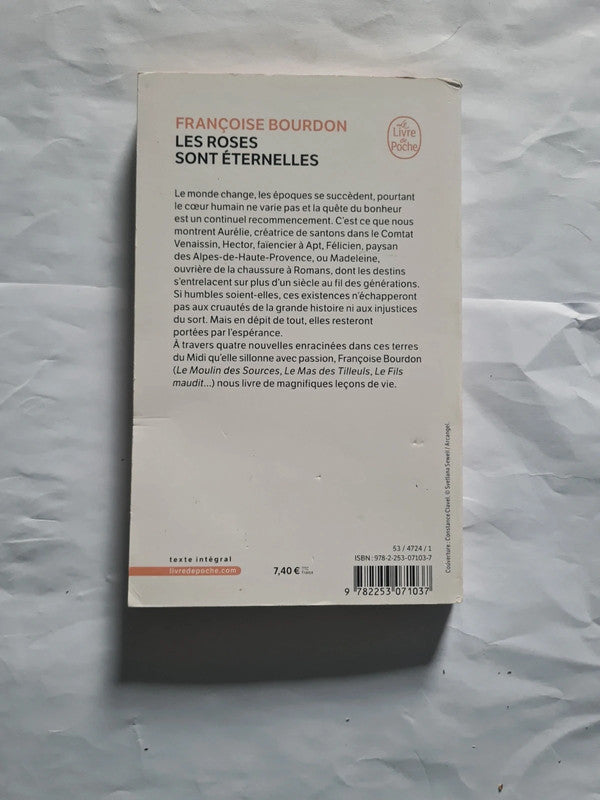 FRANÇOISE BOURDON
LES ROSES
SONT ÉTERNELLES
Le
Livre
de
Poche
Le monde change, les époques se succèdent, pourtant
le cœur humain ne varie pas et la quête du bonheur
est un continuel recommencement. C'est ce que nous
montrent Aurélie, créatrice de santons dans le Comtat
Venaissin, Hector, faïencier à Apt, Félicien, paysan
des Alpes-de-Haute-Provence, ou Madeleine,
ouvrière de la chaussure à Romans, dont les destins
s'entrelacent sur plus d'un siècle au fil des générations.
Si humbles soient-elles, ces existences n'échapperont
pas aux cruautés de la grande histoire ni aux injustices
du sort. Mais en dépit de tout, elles resteront
portées par l'espérance.
À travers quatre nouvelles enracinées dans ces terres
du Midi qu'elle sillonne avec passion, Françoise Bourdon
(Le Moulin des Sources, Le Mas des Tilleuls, Le Fils
maudit...) nous livre de magnifiques leçons de vie.
Couverture : Constance Clavel. © Svetlana Sewell / Arcangel.
texte intégral
livredepoche.com
7,40 €
53 / 4724 / 1
ISBN : 978-2-253-07103-7
9 782253 071037